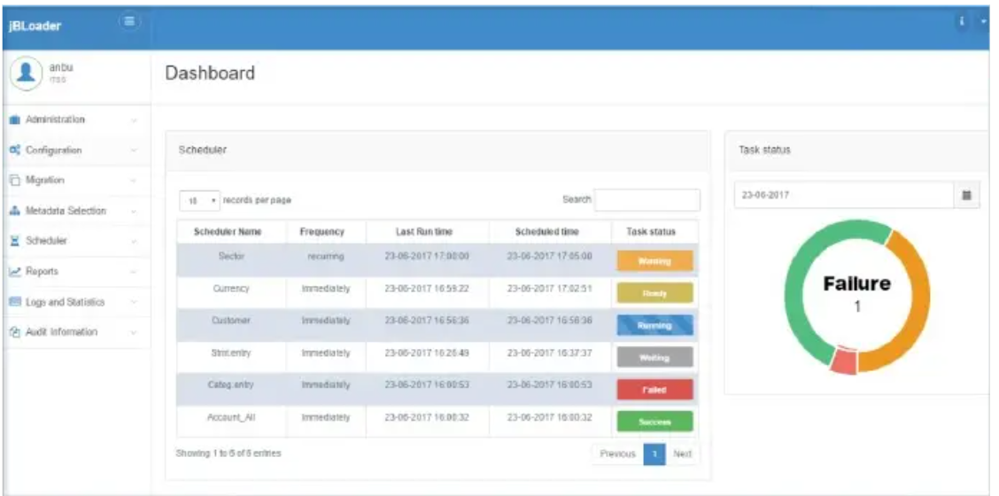 jBLoader
anbu
ITSS
Dashboard
Administration
Configuration
Migration
Metadata Selection
Scheduler
Reports
Logs and Statistics
Audit Information
Scheduler
records per page
Search
Scheduler Name Frequency Last Run time Scheduled time Task status
Sector recurring 23-06-2017 17:00:00 23-06-2017 17:05:00 Warning
Currency Immediately 23-06-2017 16:59:22 23-06-2017 17:02:51 Ready
Customer Immediately 23-06-2017 16:56:36 23-06-2017 16:56:36 Running
Stmt.entry Immediately 23-06-2017 16:26:49 23-06-2017 16:37:37 Waiting
Categ.entry Immediately 23-06-2017 16:00:53 23-06-2017 16:00:53 Failed
Account_All Immediately 23-06-2017 16:00:32 23-06-2017 16:00:32 Success
Showing 1 to 6 of 6 entries
Previous 1 Next
Task status
23-06-2017
Failure
1